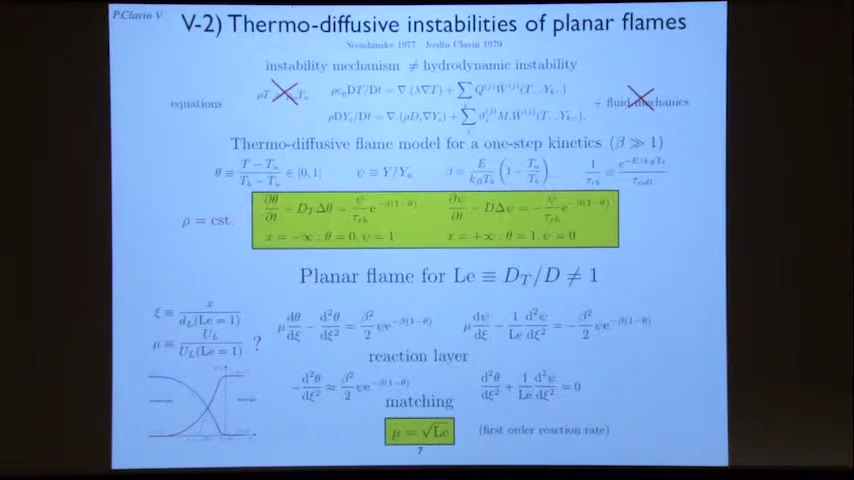 P.Clavin V
V-2) Thermo-diffusive instabilities of planar flames
Sivashinsky 1977 Joulin Clavin 1979
instability mechanism ≠ hydrodynamic instability
equations
ρc_p DT/Dt = ∇.(λ∇T) + ∑ Q^(j) Ẇ^(j)(T...Y_k...)
ρDY_i/Dt = ∇.(ρD_i∇Y_i) + ∑ ϑ_i^(j) M_i Ẇ^(j)(T...Y_k...),
+ fluid mechanics
Thermo-diffusive flame model for a one-step kinetics (β ≫ 1)
θ ≡ (T − T_u)/(T_b − T_u) ∈ [0,1] ψ ≡ Y/Y_u β ≡ E/(k_B T_b) (1 − T_u/T_b) 1/τ_rb ≡ e^(−E/k_B T_b)/τ_coll
ρ = cst.
∂θ/∂t − D_T Δθ = (ψ/τ_rb) e^(−β(1−θ)) ∂ψ/∂t − DΔψ = −(ψ/τ_rb) e^(−β(1−θ))
x = −∞ : θ = 0, ψ = 1 x = +∞ : θ = 1, ψ = 0
Planar flame for Le ≡ D_T/D ≠ 1
ξ ≡ x/d_L(Le = 1)
μ ≡ U_L/U_L(Le = 1) ?
μ dθ/dξ − d²θ/dξ² = (β²/2) ψe^(−β(1−θ)) μ dψ/dξ − (1/Le) d²ψ/dξ² = −(β²/2) ψe^(−β(1−θ))
reaction layer
−d²θ/dξ² ≈ (β²/2) ψe^(−β(1−θ)) d²θ/dξ² + (1/Le) d²ψ/dξ² = 0
matching
μ = √Le (first order reaction rate)
7